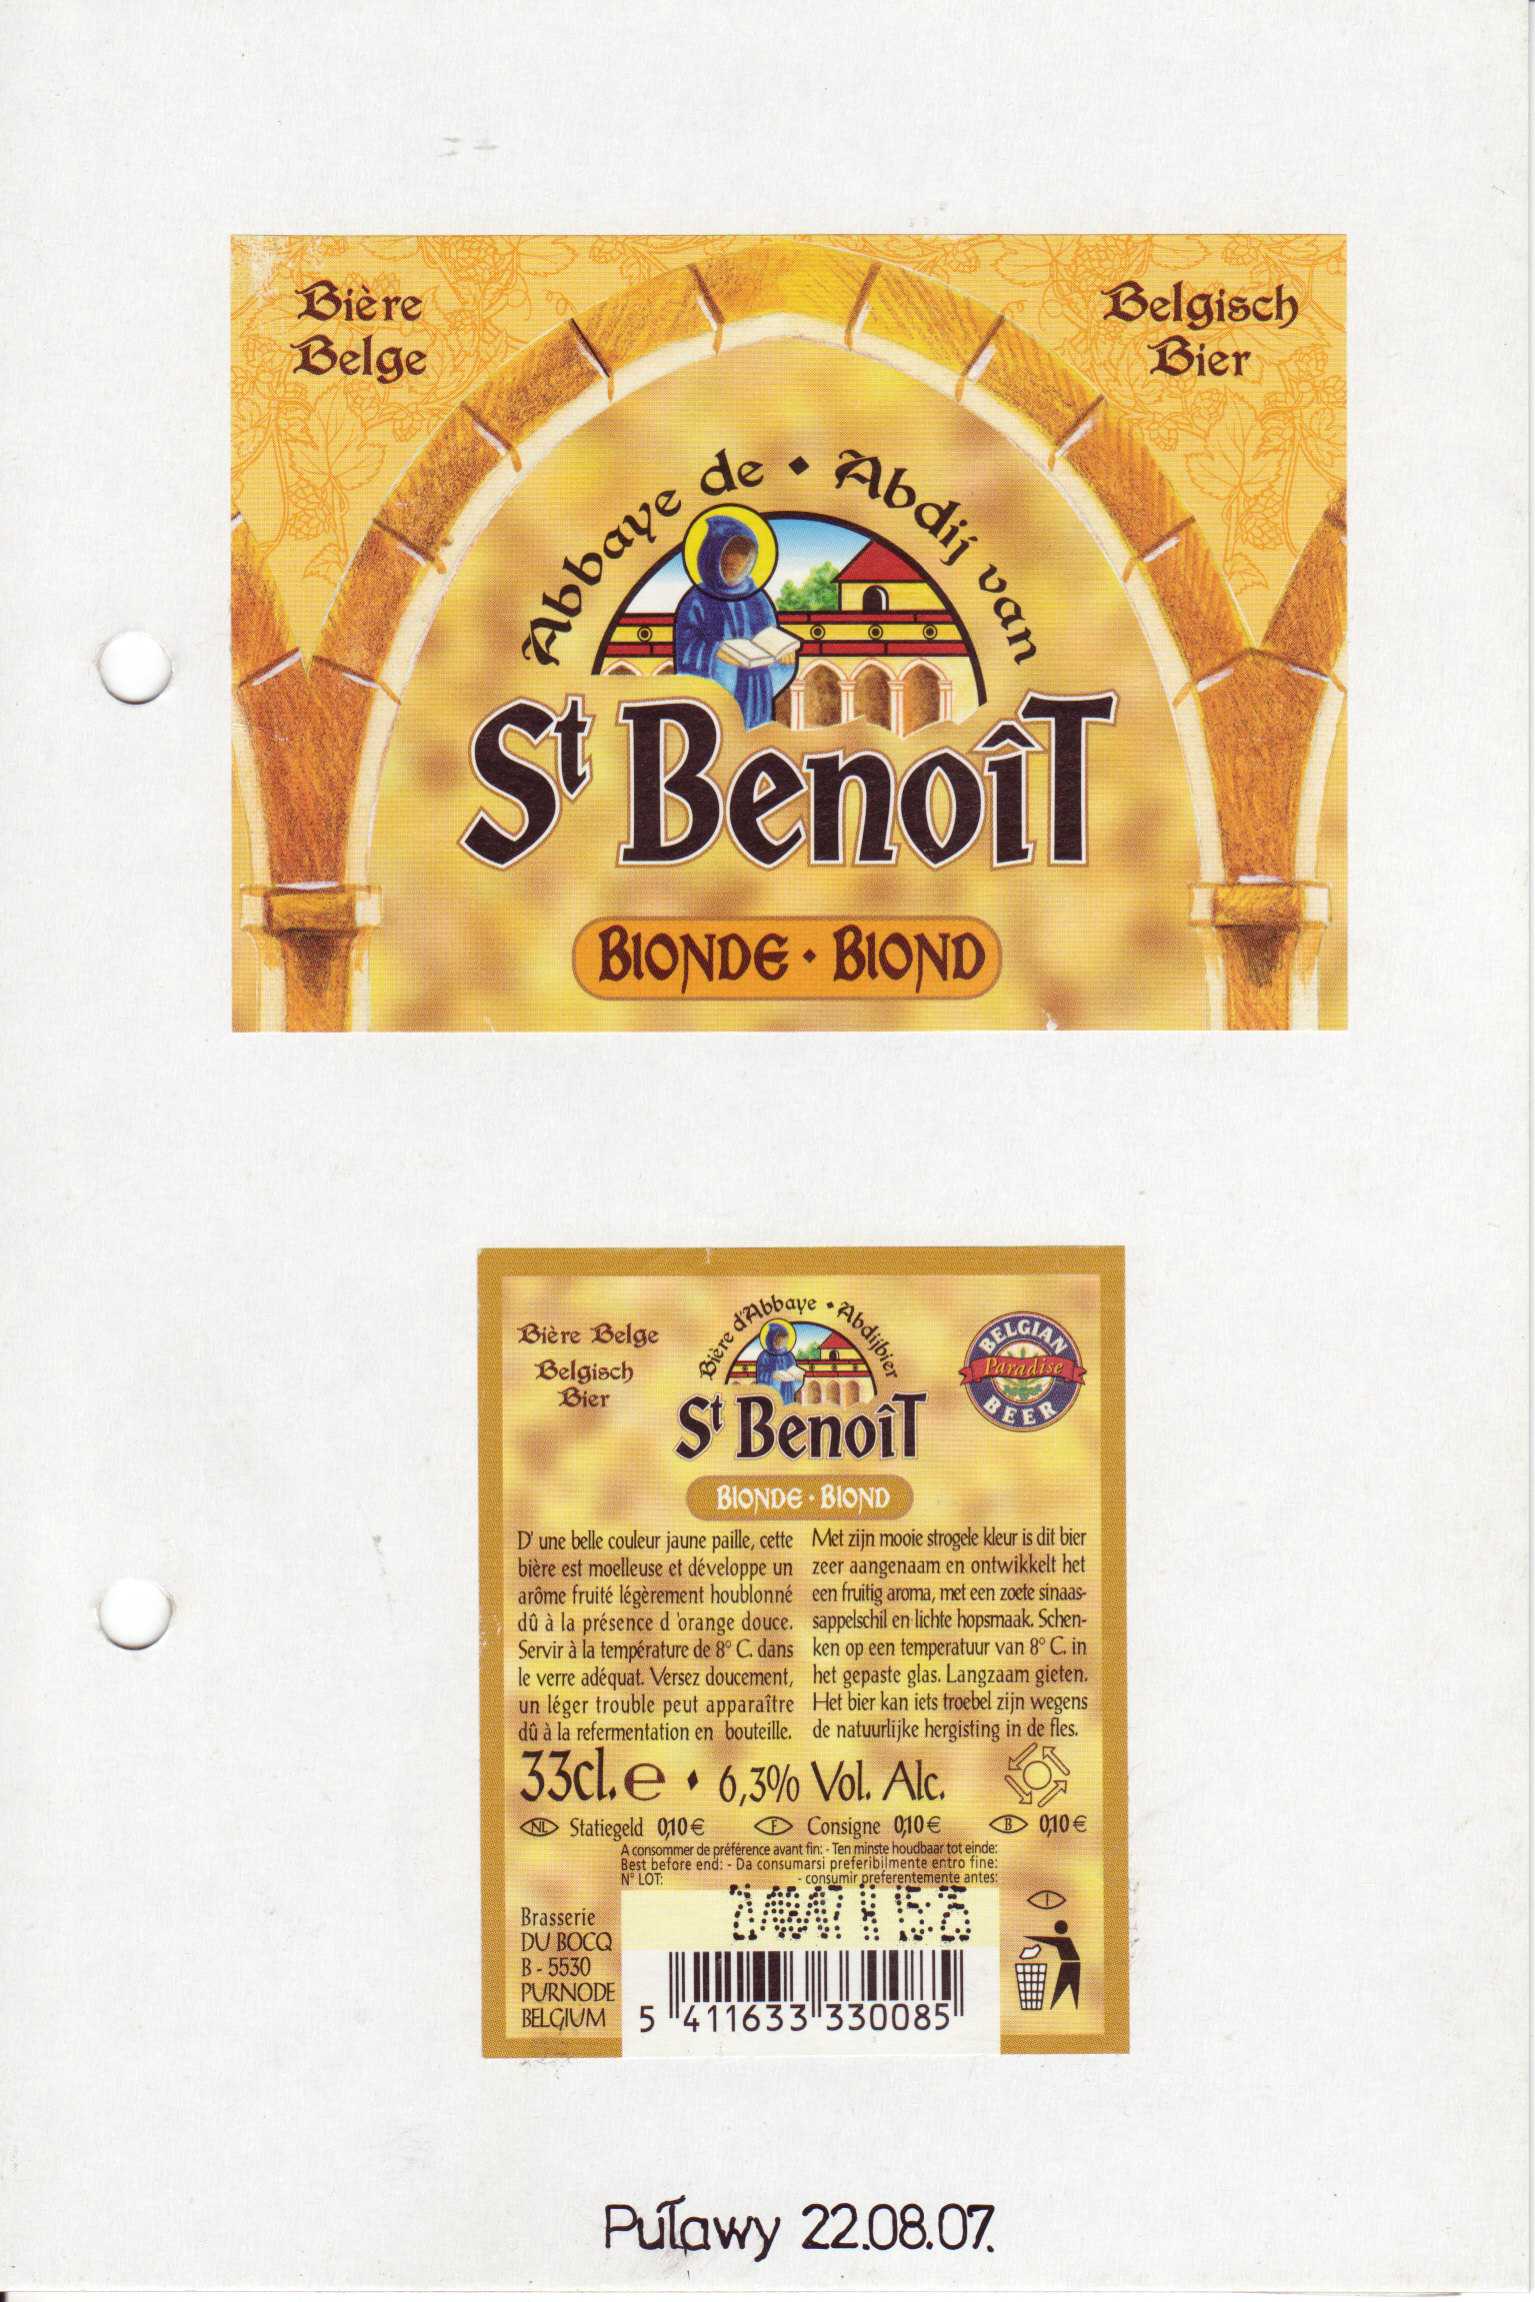 Bière
Belge
Belgisch
Bier
Abbaye de • Abdij van
St Benoît
BLONDE • BLOND
Bière Belge
Belgisch
Bier
Bière d'Abbaye • Abdijbier
St Benoît
BLONDE • BLOND
BELGIAN
Paradise
BEER
D' une belle couleur jaune paille, cette
bière est moelleuse et développe un
arôme fruité légèrement houblonné
dû à la présence d 'orange douce.
Servir à la température de 8° C. dans
le verre adéquat. Versez doucement,
un léger trouble peut apparaître
dû à la refermentation en bouteille.
Met zijn mooie strogele kleur is dit bier
zeer aangenaam en ontwikkelt het
een fruitig aroma, met een zoete sinaas-
sappelschil en lichte hopsmaak. Schen-
ken op een temperatuur van 8° C. in
het gepaste glas. Langzaam gieten.
Het bier kan iets troebel zijn wegens
de natuurlijke hergisting in de fles.
33cl. e • 6,3% Vol. Alc.
NL Statiegeld 0,10 € F Consigne 0,10 € B 0,10 €
A consommer de préférence avant fin: - Ten minste houdbaar tot einde:
Best before end: - Da consumarsi preferibilmente entro fine:
N° LOT: - consumir preferentemente antes:
15:25
I
Brasserie
DU BOCQ
B - 5530
PURNODE
BELGIUM
5 411633 330085
Puławy 22.08.07.